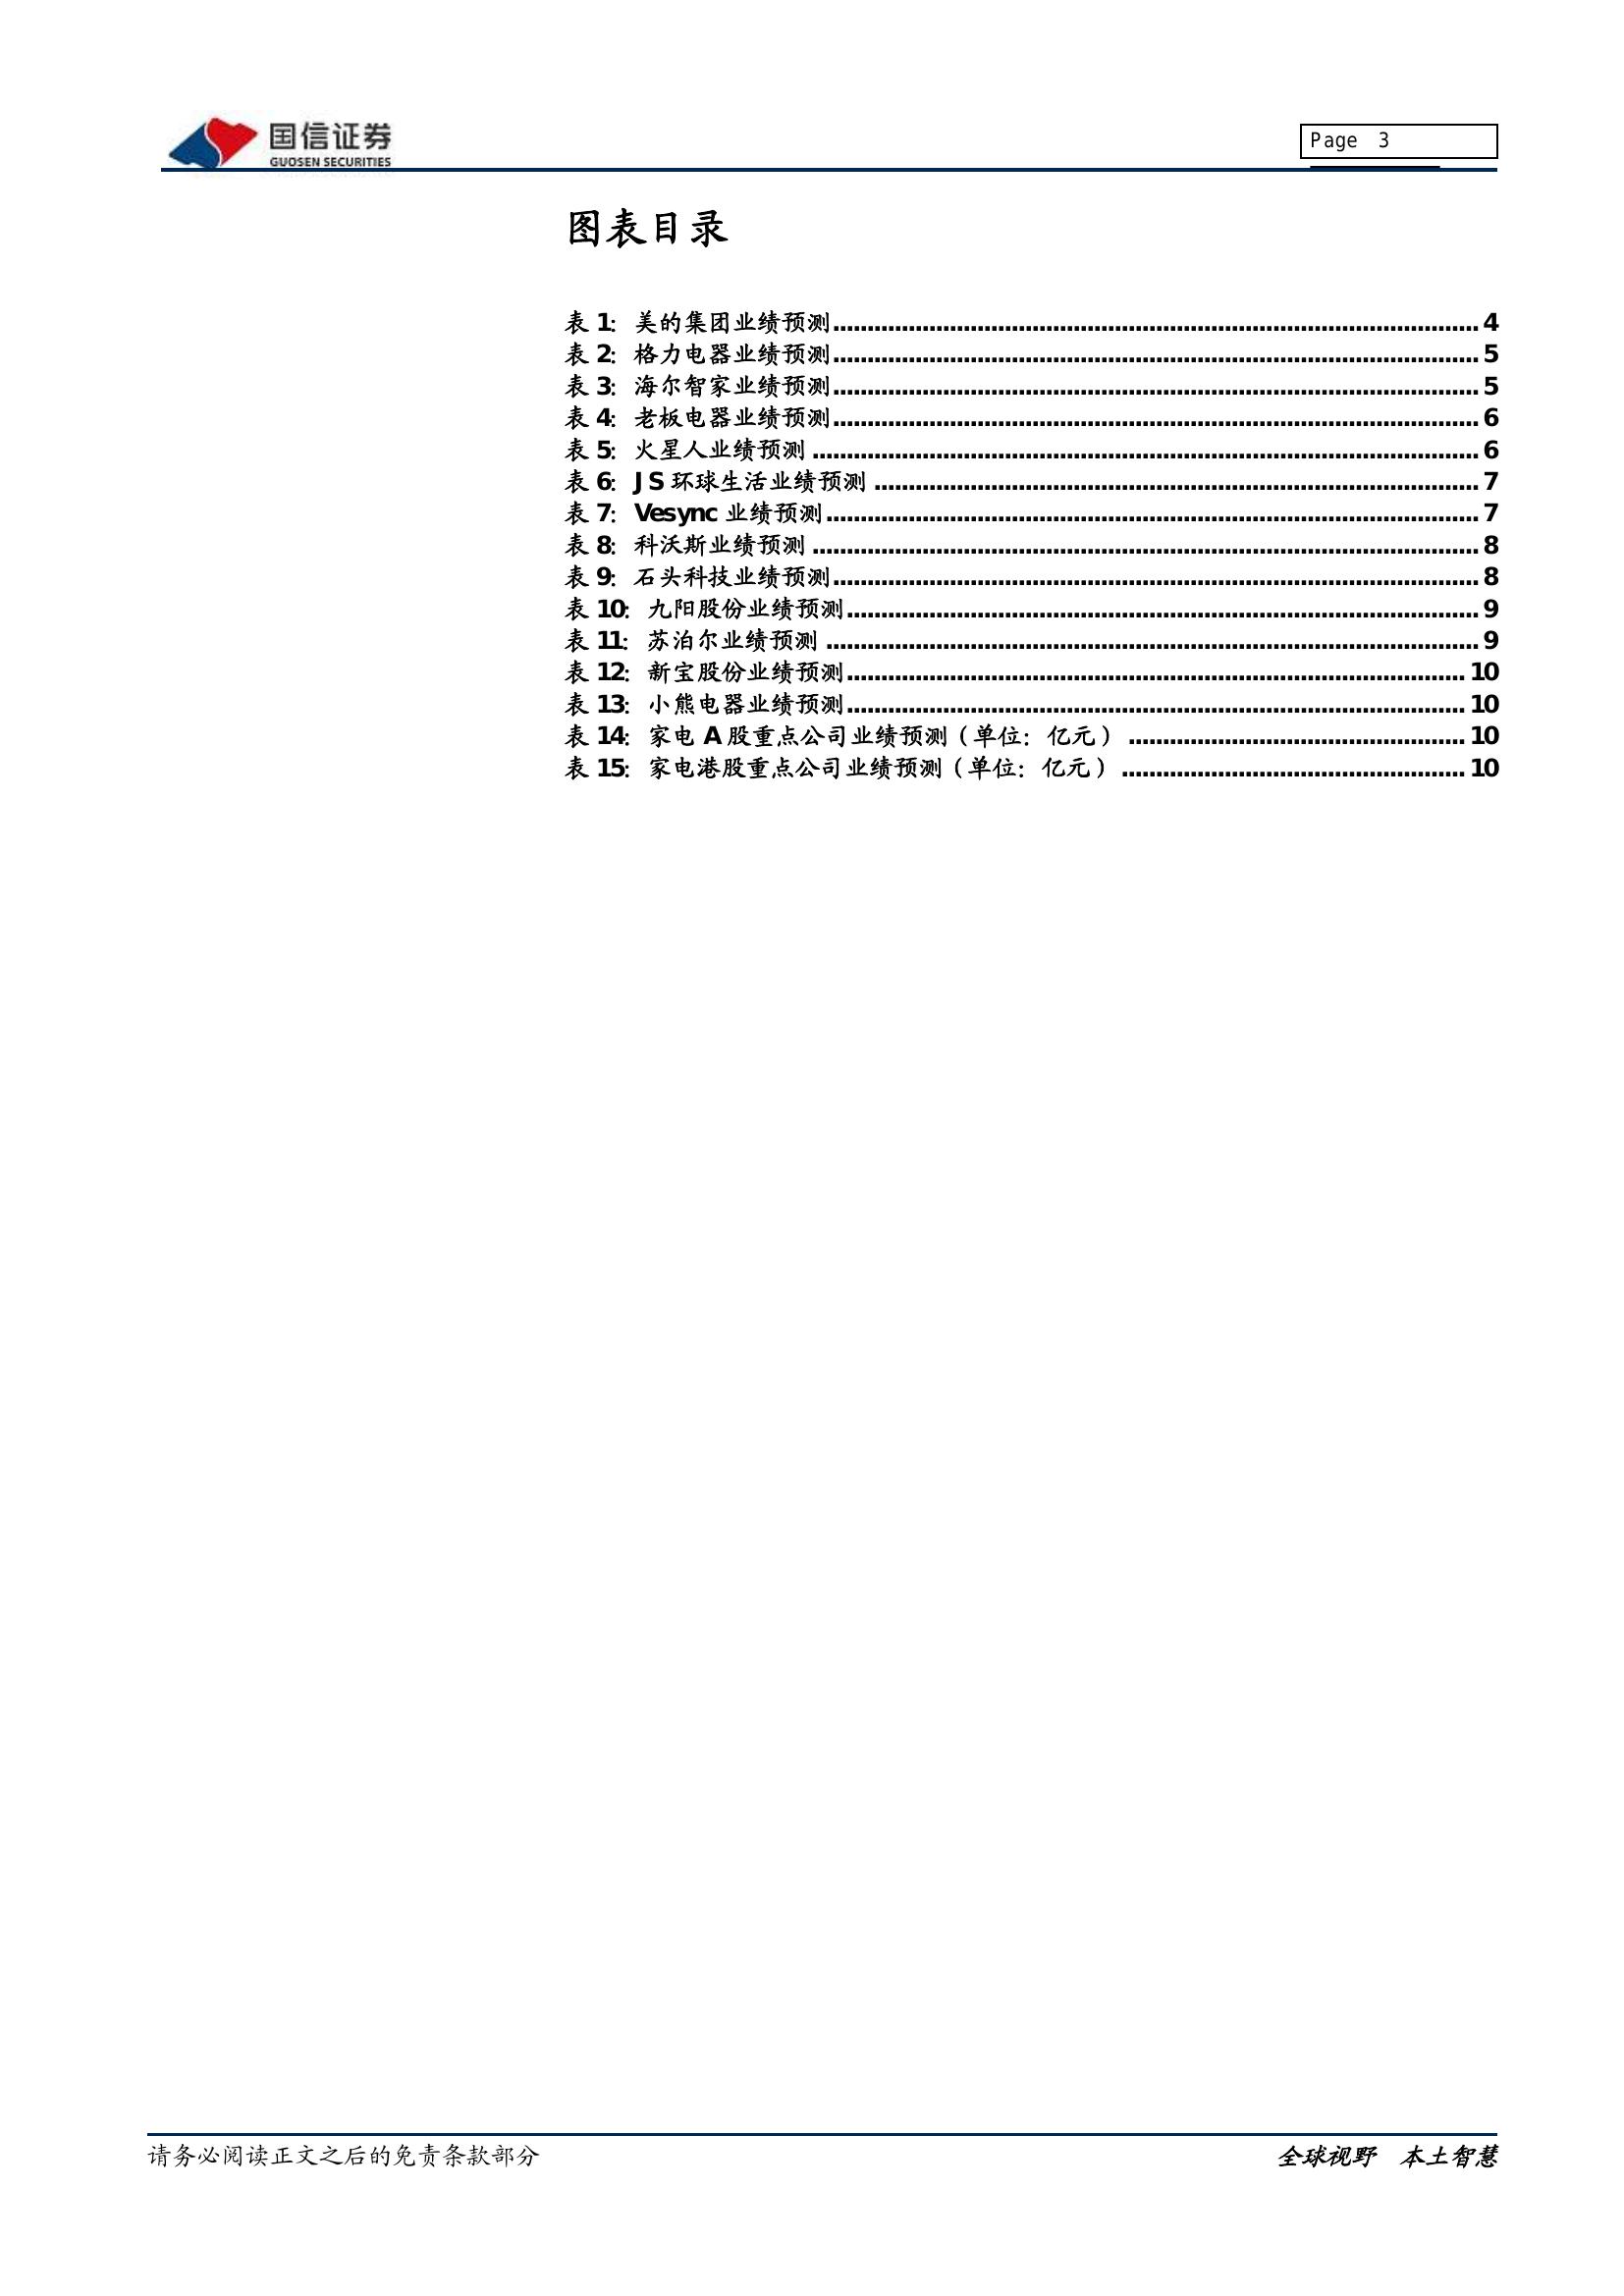 国信证券
GUOSEN SECURITIES
Page 3
图表目录
表 1: 美的集团业绩预测 4
表 2: 格力电器业绩预测 5
表 3: 海尔智家业绩预测 5
表 4: 老板电器业绩预测 6
表 5: 火星人业绩预测 6
表 6: JS 环球生活业绩预测 7
表 7: Vesync 业绩预测 7
表 8: 科沃斯业绩预测 8
表 9: 石头科技业绩预测 8
表 10: 九阳股份业绩预测 9
表 11: 苏泊尔业绩预测 9
表 12: 新宝股份业绩预测 10
表 13: 小熊电器业绩预测 10
表 14: 家电 A 股重点公司业绩预测（单位：亿元） 10
表 15: 家电港股重点公司业绩预测（单位：亿元） 10
请务必阅读正文之后的免责条款部分
全球视野 本土智慧